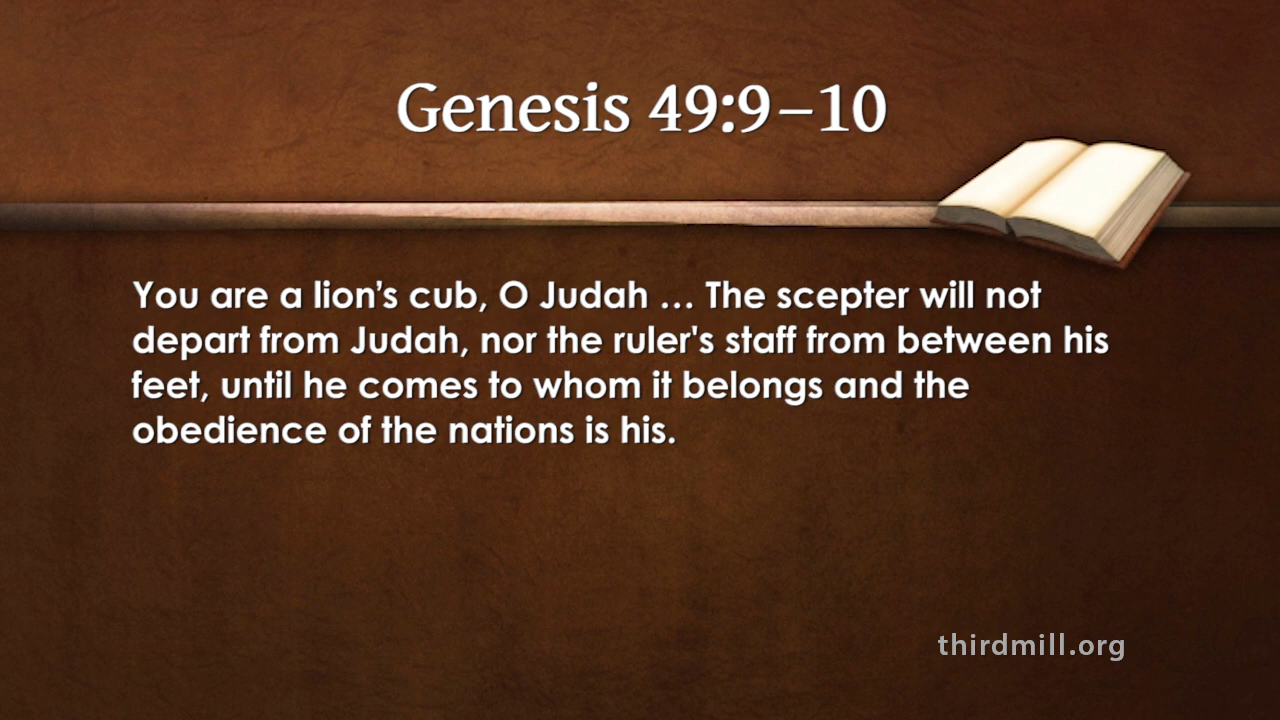 Genesis 49:9–10
You are a lion’s cub, O Judah … The scepter will not
depart from Judah, nor the ruler's staff from between his
feet, until he comes to whom it belongs and the
obedience of the nations is his.
thirdmill.org